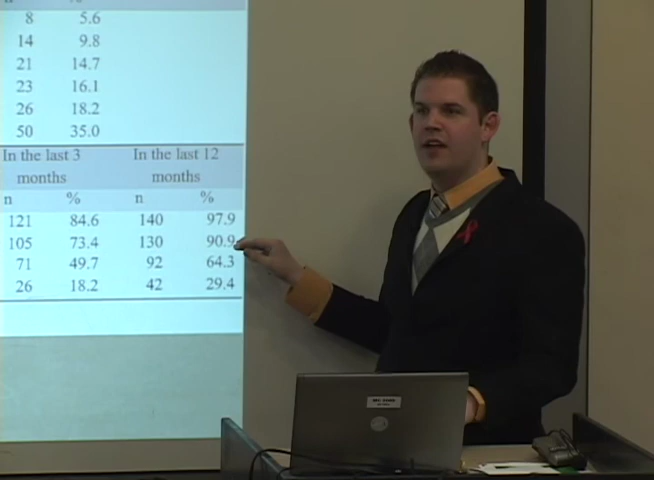 8 5.6
14 9.8
21 14.7
23 16.1
26 18.2
50 35.0
In the last 3 In the last 12
months months
n % n %
121 84.6 140 97.9
105 73.4 130 90.9
71 49.7 92 64.3
26 18.2 42 29.4